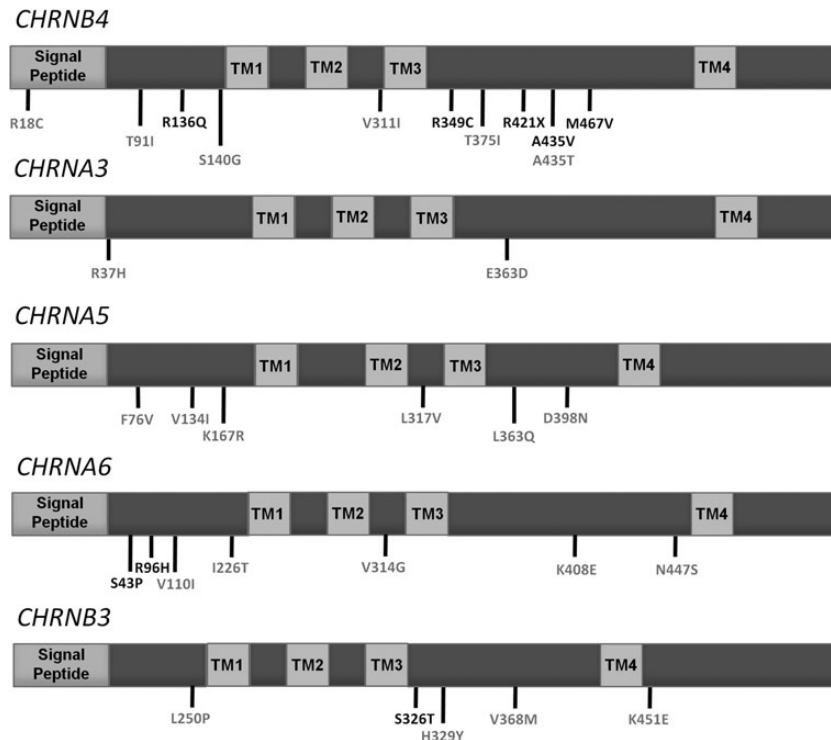 CHRNB4
Signal Peptide TM1 TM2 TM3 TM4
R18C T91I R136Q S140G V311I R349C T375I R421X A435V A435T M467V
CHRNA3
Signal Peptide TM1 TM2 TM3 TM4
R37H E363D
CHRNA5
Signal Peptide TM1 TM2 TM3 TM4
F76V V134I K167R L317V L363Q D398N
CHRNA6
Signal Peptide TM1 TM2 TM3 TM4
S43P R96H V110I I226T V314G K408E N447S
CHRNB3
Signal Peptide TM1 TM2 TM3 TM4
L250P S326T H329Y V368M K451E